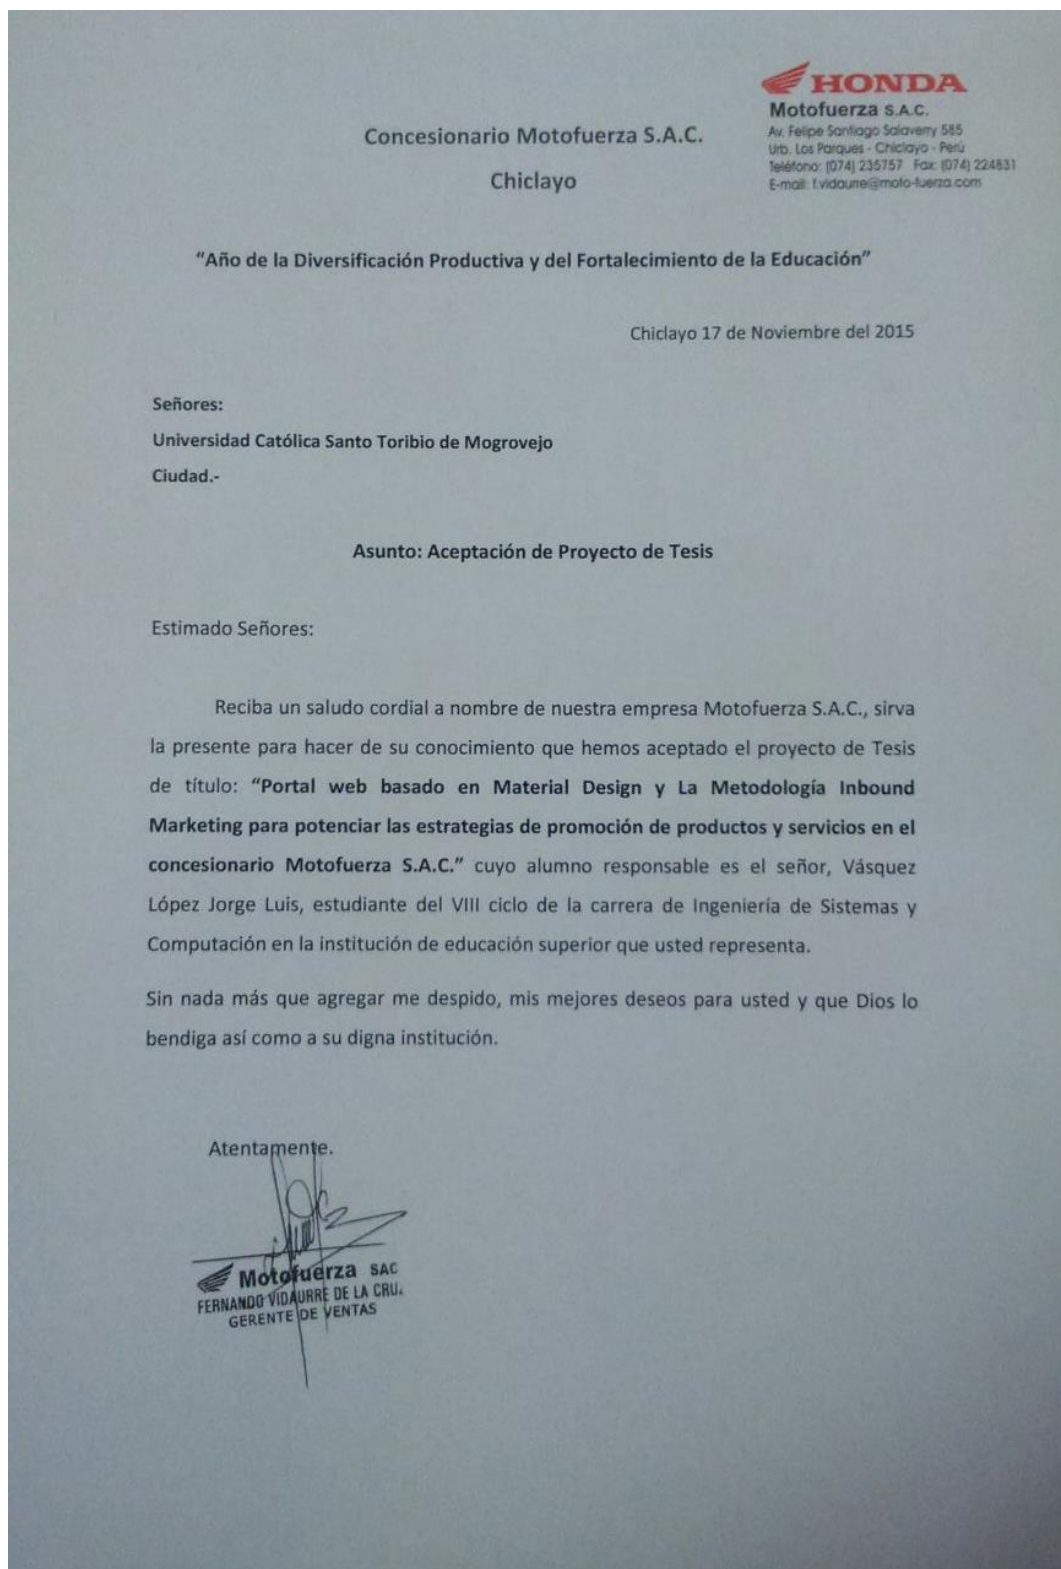 HONDA
Motofuerza S.A.C.
Av. Felipe Santiago Salaverry 585
Urb. Los Parques - Chiclayo - Perú
Teléfono: (074) 235757 Fax: (074) 224831
E-mail: f.vidaurre@moto-fuerza.com
Concesionario Motofuerza S.A.C.
Chiclayo
“Año de la Diversificación Productiva y del Fortalecimiento de la Educación”
Chiclayo 17 de Noviembre del 2015
Señores:
Universidad Católica Santo Toribio de Mogrovejo
Ciudad.-
Asunto: Aceptación de Proyecto de Tesis
Estimado Señores:
Reciba un saludo cordial a nombre de nuestra empresa Motofuerza S.A.C., sirva
la presente para hacer de su conocimiento que hemos aceptado el proyecto de Tesis
de título: “Portal web basado en Material Design y La Metodología Inbound
Marketing para potenciar las estrategias de promoción de productos y servicios en el
concesionario Motofuerza S.A.C.” cuyo alumno responsable es el señor, Vásquez
López Jorge Luis, estudiante del VIII ciclo de la carrera de Ingeniería de Sistemas y
Computación en la institución de educación superior que usted representa.
Sin nada más que agregar me despido, mis mejores deseos para usted y que Dios lo
bendiga así como a su digna institución.
Atentamente.
Motofuerza SAC
FERNANDO VIDAURRE DE LA CRU.
GERENTE DE VENTAS